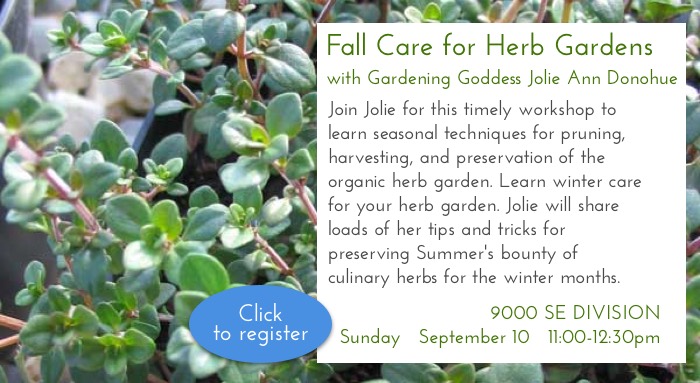 Fall Care for Herb Gardens
with Gardening Goddess Jolie Ann Donohue
Join Jolie for this timely workshop to
learn seasonal techniques for pruning,
harvesting, and preservation of the
organic herb garden. Learn winter care
for your herb garden. Jolie will share
loads of her tips and tricks for
preserving Summer's bounty of
culinary herbs for the winter months.
9000 SE DIVISION
Sunday September 10 11:00-12:30pm
Click
to register